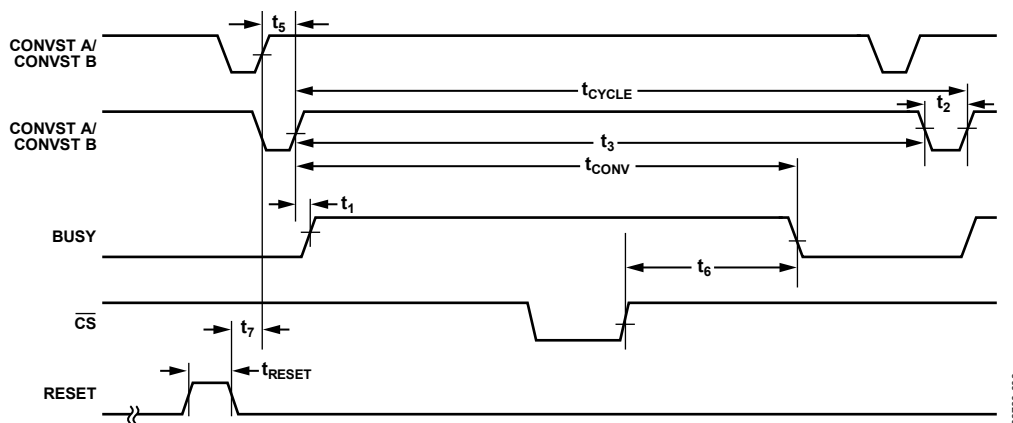 t5
CONVST A/
CONVST B
tCYCLE
t2
CONVST A/
CONVST B
t3
tCONV
t1
BUSY
t6
CS
t7
tRESET
RESET